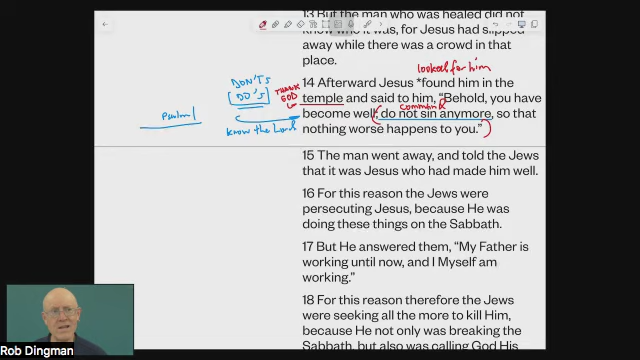 13 But the man who was healed did not
know who it was, for Jesus had slipped
away while there was a crowd in that
place.
looked for him
14 Afterward Jesus *found him in the
temple and said to him, "Behold, you have
command
become well; do not sin anymore, so that
nothing worse happens to you."
DON'TS
DO'S
THANK
GOD
know the Lord
Psalm 1
15 The man went away, and told the Jews
that it was Jesus who had made him well.
16 For this reason the Jews were
persecuting Jesus, because He was
doing these things on the Sabbath.
17 But He answered them, "My Father is
working until now, and I Myself am
working."
18 For this reason therefore the Jews
were seeking all the more to kill Him,
because He not only was breaking the
Sabbath, but also was calling God His
Rob Dingman